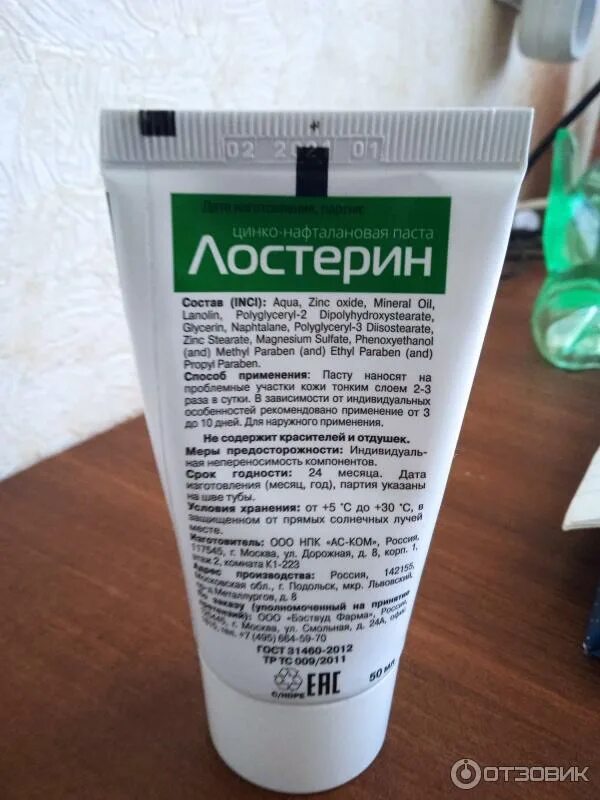 02 2021 01
Дата изготовления, партия:
цинко-нафталановая паста
Лостерин
Состав (INCI): Aqua, Zinc oxide, Mineral Oil,
Lanolin, Polyglyceryl-2 Dipolyhydroxystearate,
Glycerin, Naphtalane, Polyglyceryl-3 Diisostearate,
Zinc Stearate, Magnesium Sulfate, Phenoxyethanol
(and) Methyl Paraben (and) Ethyl Paraben (and)
Propyl Paraben.
Способ применения: Пасту наносят на
проблемные участки кожи тонким слоем 2-3
раза в сутки. В зависимости от индивидуальных
особенностей рекомендовано применение от 3
до 10 дней. Для наружного применения.
Не содержит красителей и отдушек.
Меры предосторожности: Индивидуаль-
ная непереносимость компонентов.
Срок годности: 24 месяца. Дата
изготовления (месяц, год), партия указаны
на шве тубы.
Условия хранения: от +5 °C до +30 °C, в
защищенном от прямых солнечных лучей
месте.
Изготовитель: ООО НПК «АС-КОМ», Россия,
117545, г. Москва, ул. Дорожная, д. 8, корп. 1,
этаж 2, комната К1-223
Адрес производства: Россия, 142155,
Московская обл., г. Подольск, мкр. Львовский,
Металлургов, д. 8
По заказу (уполномоченный на принятие
претензий): ООО «Бэствуд Фарма», Россия,
г. Москва, ул. Смольная, д. 24А, офис
тел. +7 (495) 664-59-70
ГОСТ 31460-2012
ТР ТС 009/2011
50 мл
C/HDPE
EAC
ОТЗОВИК